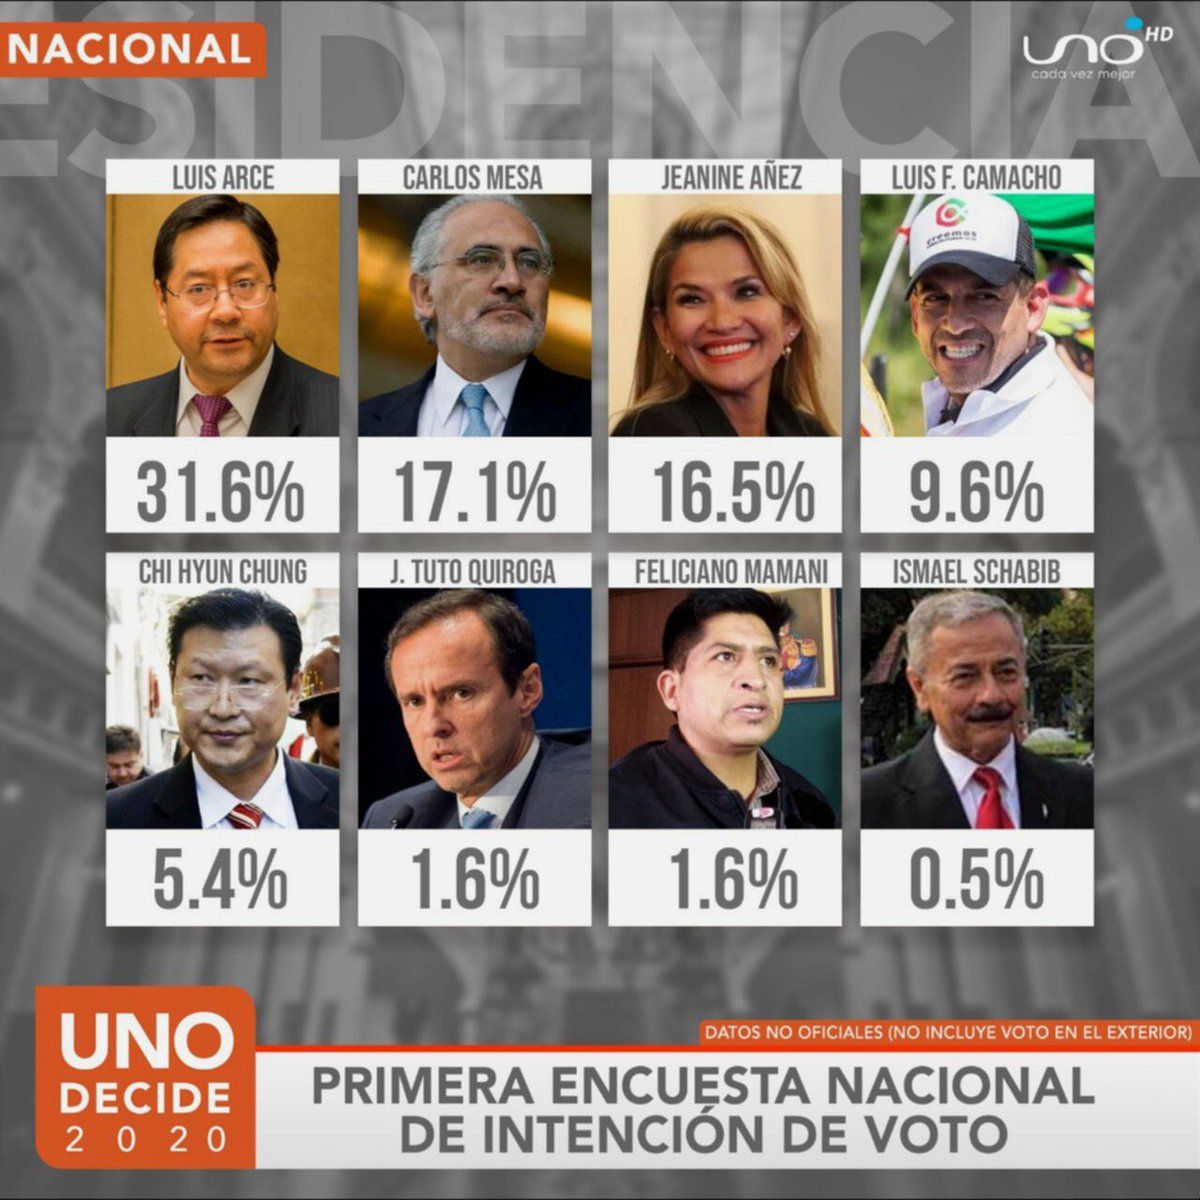 NACIONAL
ESIDENCIA
uno HD
cada vez mejor
LUIS ARCE
31.6%
CARLOS MESA
17.1%
JEANINE AÑEZ
16.5%
LUIS F. CAMACHO
creemos
9.6%
CHI HYUN CHUNG
5.4%
J. TUTO QUIROGA
1.6%
FELICIANO MAMANI
1.6%
ISMAEL SCHABIB
0.5%
UNO
DECIDE
2020
DATOS NO OFICIALES (NO INCLUYE VOTO EN EL EXTERIOR)
PRIMERA ENCUESTA NACIONAL
DE INTENCIÓN DE VOTO